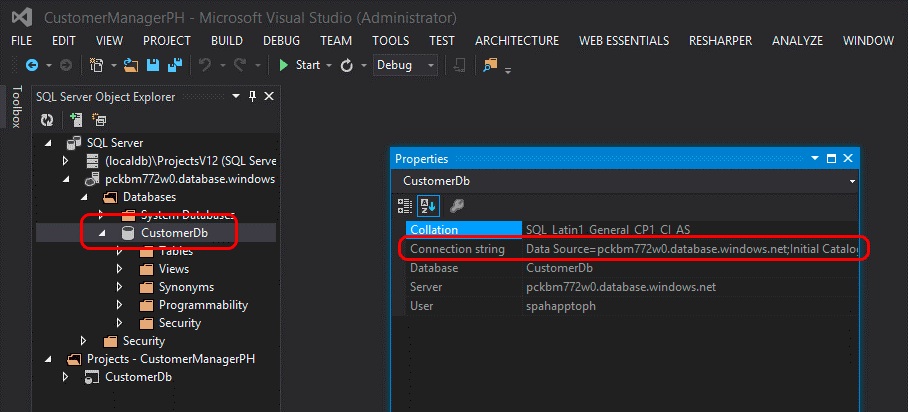 CustomerManagerPH - Microsoft Visual Studio (Administrator)
FILE EDIT VIEW PROJECT BUILD DEBUG TEAM TOOLS TEST ARCHITECTURE WEB ESSENTIALS RESHARPER ANALYZE WINDOW
Start Debug
Toolbox
SQL Server Object Explorer
SQL Server
(localdb)\ProjectsV12 (SQL Serve
pckbm772w0.database.windows
Databases
System Databases
CustomerDb
Tables
Views
Synonyms
Programmability
Security
Security
Projects - CustomerManagerPH
CustomerDb
Properties
CustomerDb
A
Z
Collation SQL_Latin1_General_CP1_CI_AS
Connection string Data Source=pckbm772w0.database.windows.net;Initial Catalo
Database CustomerDb
Server pckbm772w0.database.windows.net
User spahapptoph